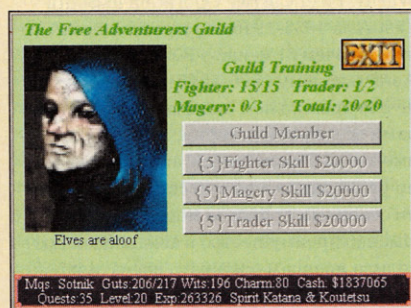 The Free Adventurers Guild
EXIT
Guild Training
Fighter: 15/15 Trader: 1/2
Magery: 0/3 Total: 20/20
Guild Member
{5}Fighter Skill $20000
{5}Magery Skill $20000
{5}Trader Skill $20000
Elves are aloof
Mqs. Sotnik Guts:206/217 Wits:196 Charm:80 Cash: $1837065
Quests:35 Level:20 Exp:263326 Spirit Katana & Koutetsu